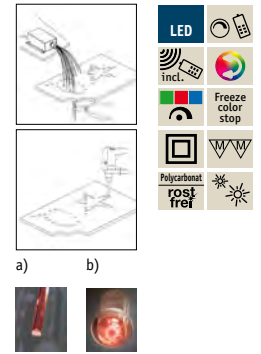 LED
incl.
Freeze
color
stop
Polycarbonat
rost
frei
a) b)